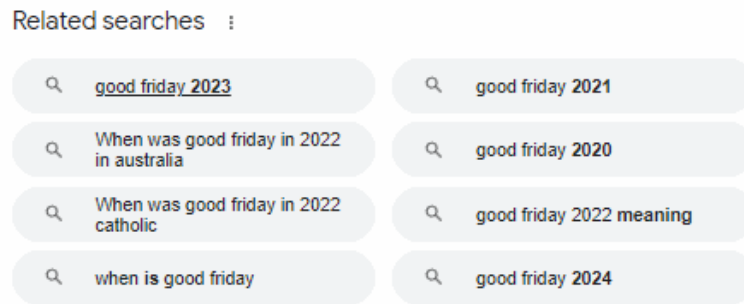 Related searches
good friday 2023
good friday 2021
When was good friday in 2022
in australia
good friday 2020
When was good friday in 2022
catholic
good friday 2022 meaning
when is good friday
good friday 2024